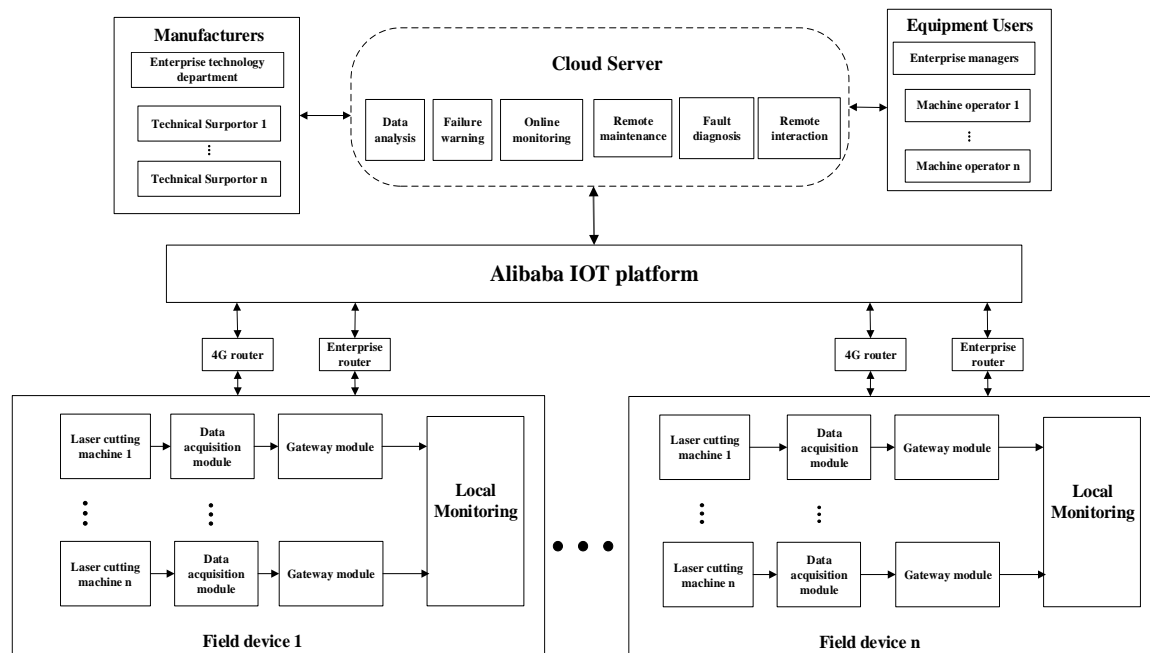 Manufacturers
Enterprise technology
department
Technical Surportor 1
Technical Surportor n
Cloud Server
Data
analysis
Failure
warning
Online
monitoring
Remote
maintenance
Fault
diagnosis
Remote
interaction
Equipment Users
Enterprise managers
Machine operator 1
Machine operator n
Alibaba IOT platform
4G router
Enterprise
router
4G router
Enterprise
router
Laser cutting
machine 1
Data
acquisition
module
Gateway module
Laser cutting
machine n
Data
acquisition
module
Gateway module
Local
Monitoring
Field device 1
Laser cutting
machine 1
Data
acquisition
module
Gateway module
Laser cutting
machine n
Data
acquisition
module
Gateway module
Local
Monitoring
Field device n